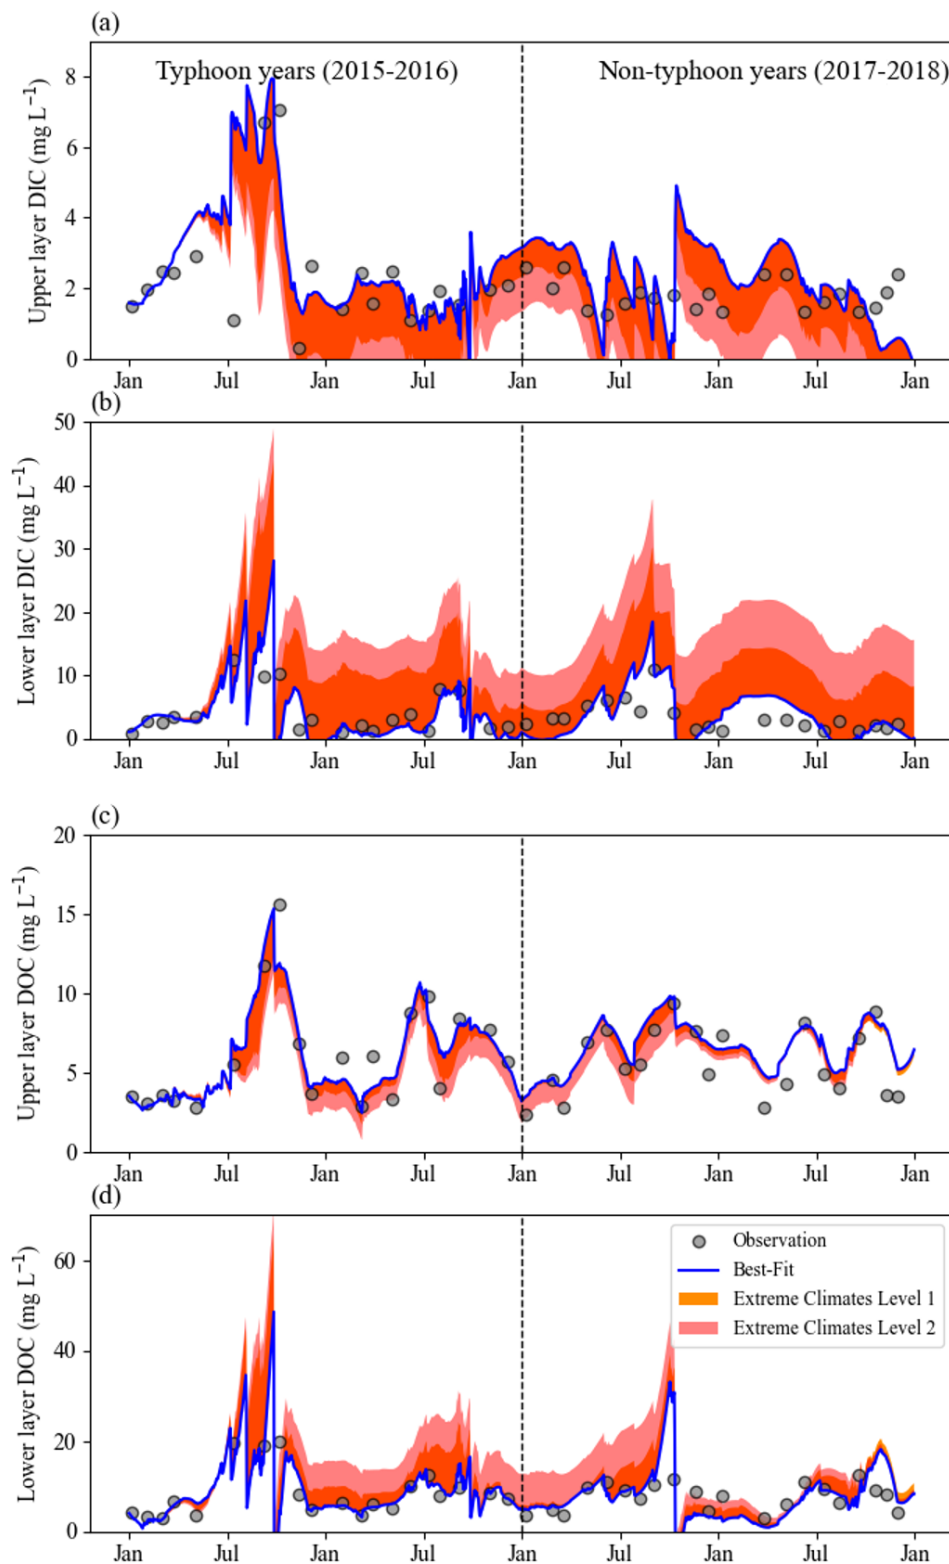 (a)
Typhoon years (2015-2016)
Non-typhoon years (2017-2018)
Upper layer DIC (mg L⁻¹)
8
6
4
2
0
Jan Jul Jan Jul Jan Jul Jan Jul Jan
(b)
Lower layer DIC (mg L⁻¹)
50
40
30
20
10
0
Jan Jul Jan Jul Jan Jul Jan Jul Jan
(c)
Upper layer DOC (mg L⁻¹)
20
15
10
5
0
Jan Jul Jan Jul Jan Jul Jan Jul Jan
(d)
Lower layer DOC (mg L⁻¹)
60
40
20
0
Observation
Best-Fit
Extreme Climates Level 1
Extreme Climates Level 2
Jan Jul Jan Jul Jan Jul Jan Jul Jan